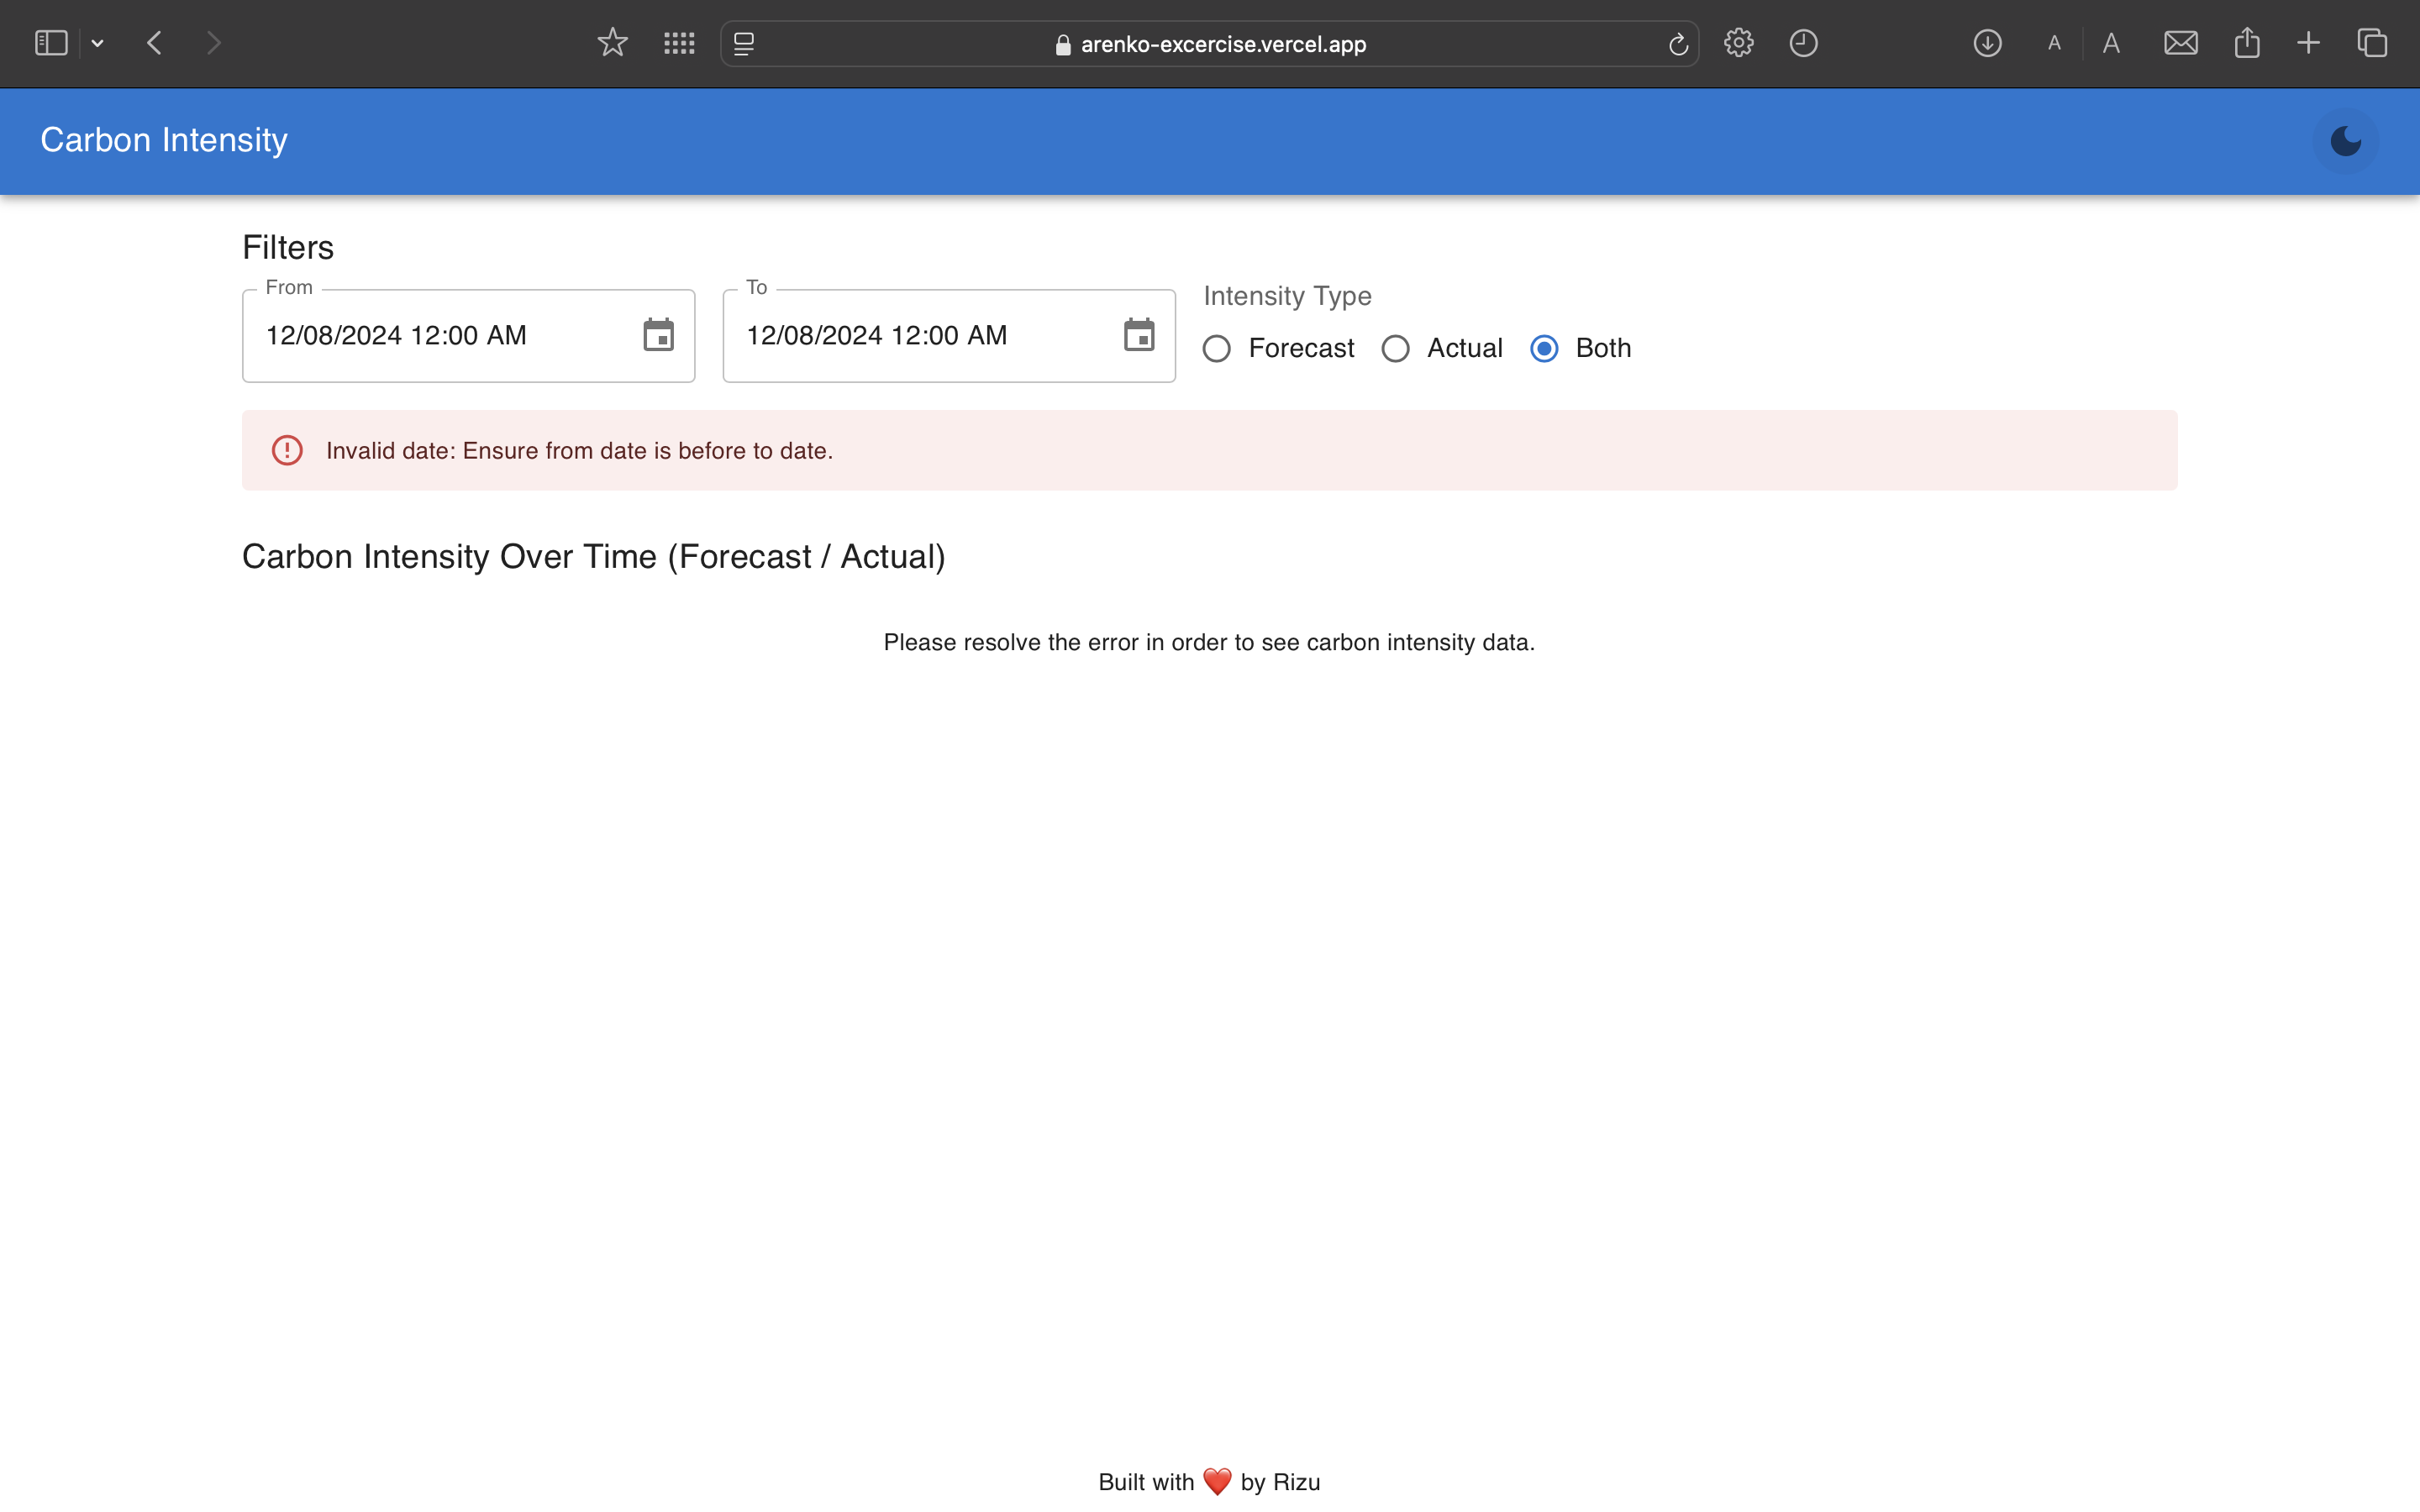 arenko-excercise.vercel.app
A A
Carbon Intensity
Filters
From
12/08/2024 12:00 AM
To
12/08/2024 12:00 AM
Intensity Type
Forecast Actual Both
Invalid date: Ensure from date is before to date.
Carbon Intensity Over Time (Forecast / Actual)
Please resolve the error in order to see carbon intensity data.
Built with ❤️ by Rizu